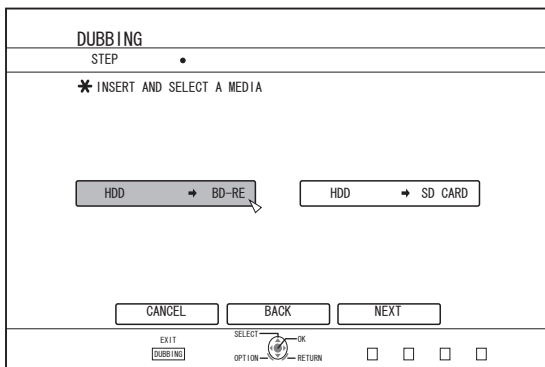 DUBBING
STEP ●
✱ INSERT AND SELECT A MEDIA
HDD ➡ BD-RE
HDD ➡ SD CARD
CANCEL BACK NEXT
EXIT
DUBBING
SELECT OK
OPTION RETURN